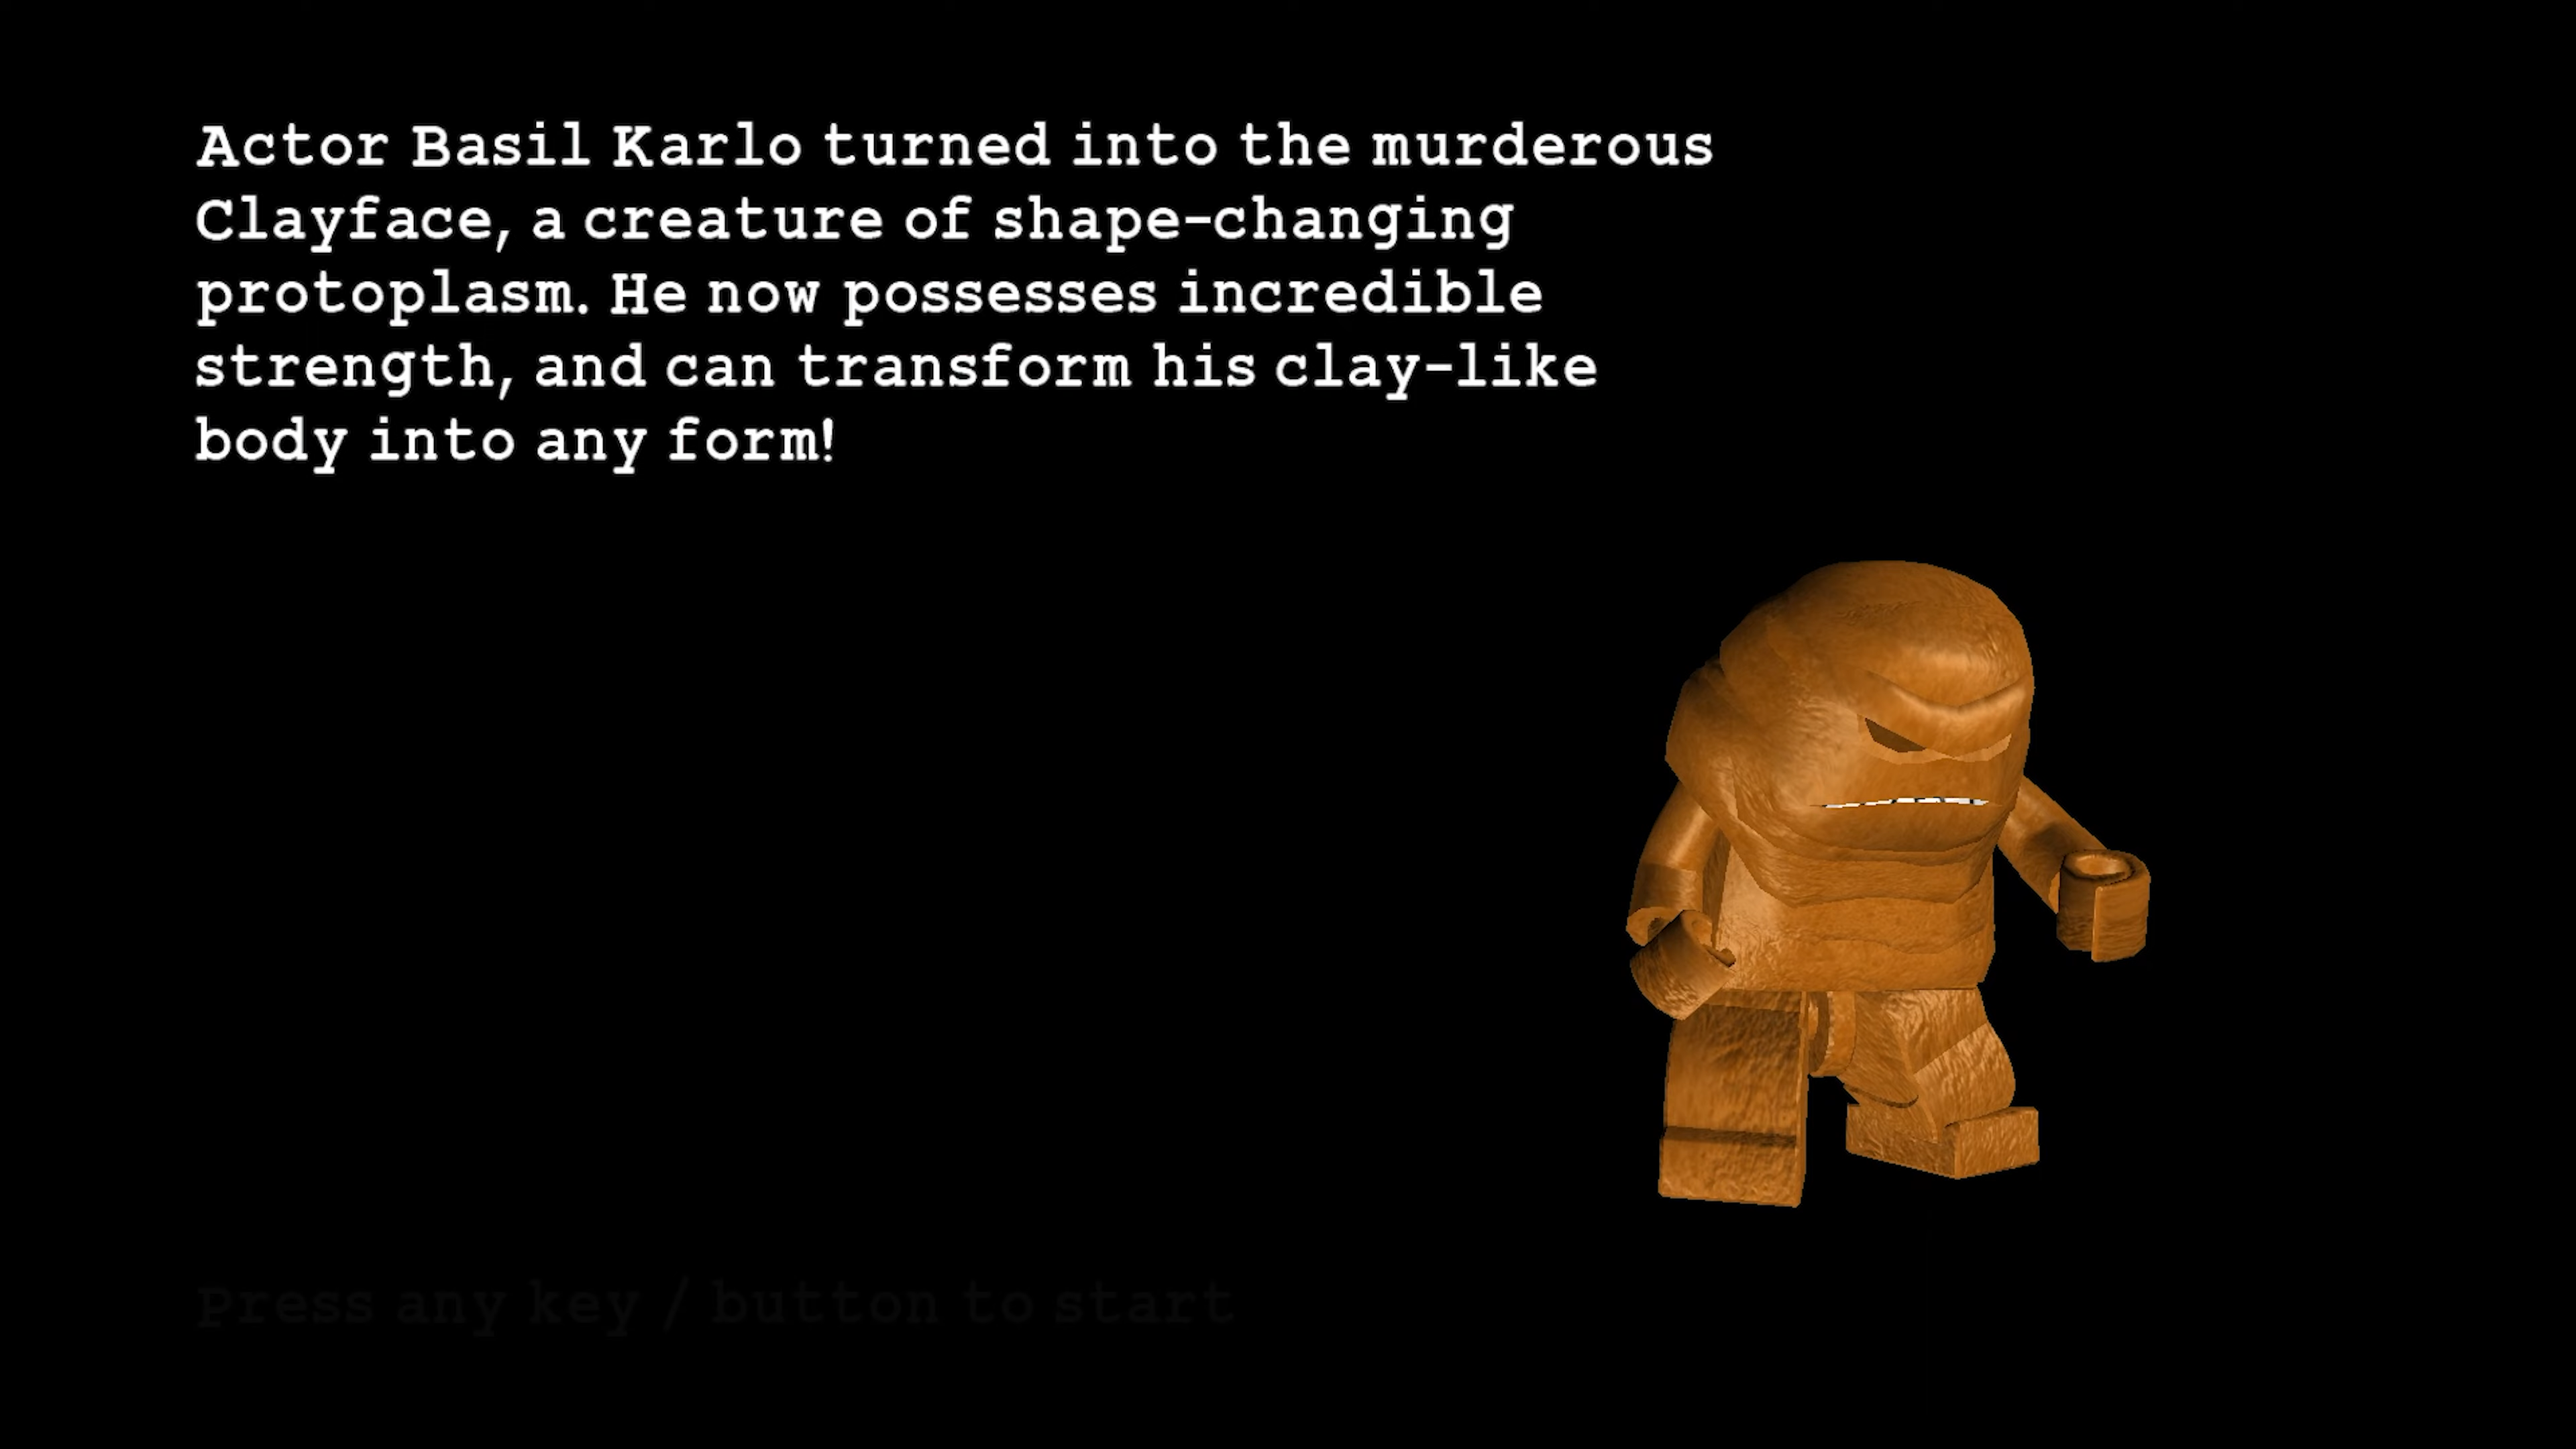 Actor Basil Karlo turned into the murderous
Clayface, a creature of shape-changing
protoplasm. He now possesses incredible
strength, and can transform his clay-like
body into any form!
Press any key / button to start